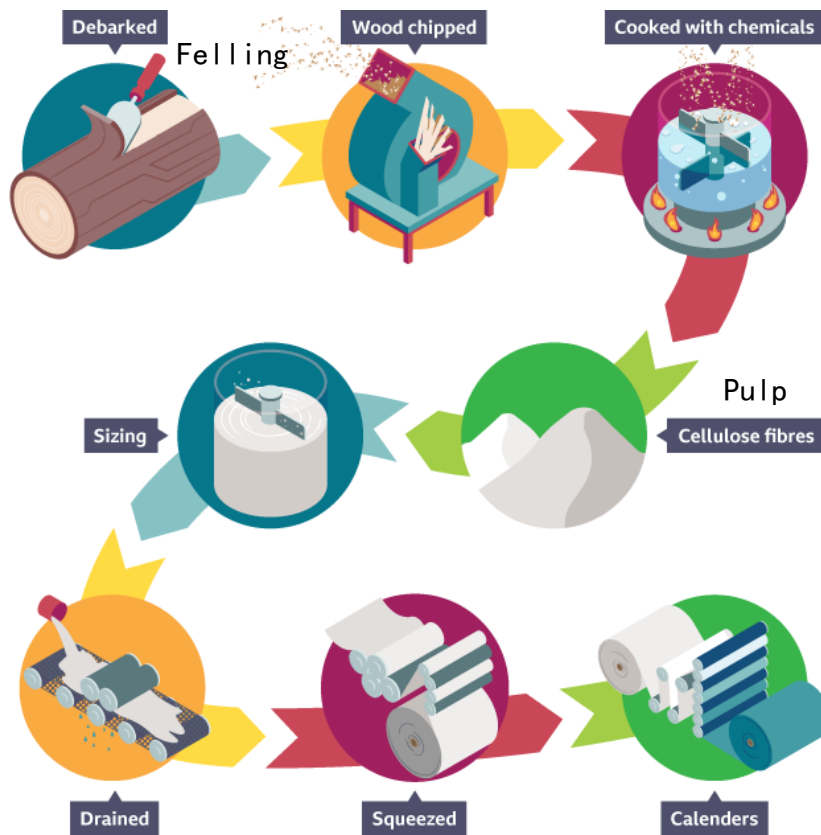 Debarked
Felling
Wood chipped
Cooked with chemicals
Sizing
Pulp
Cellulose fibres
Drained
Squeezed
Calenders